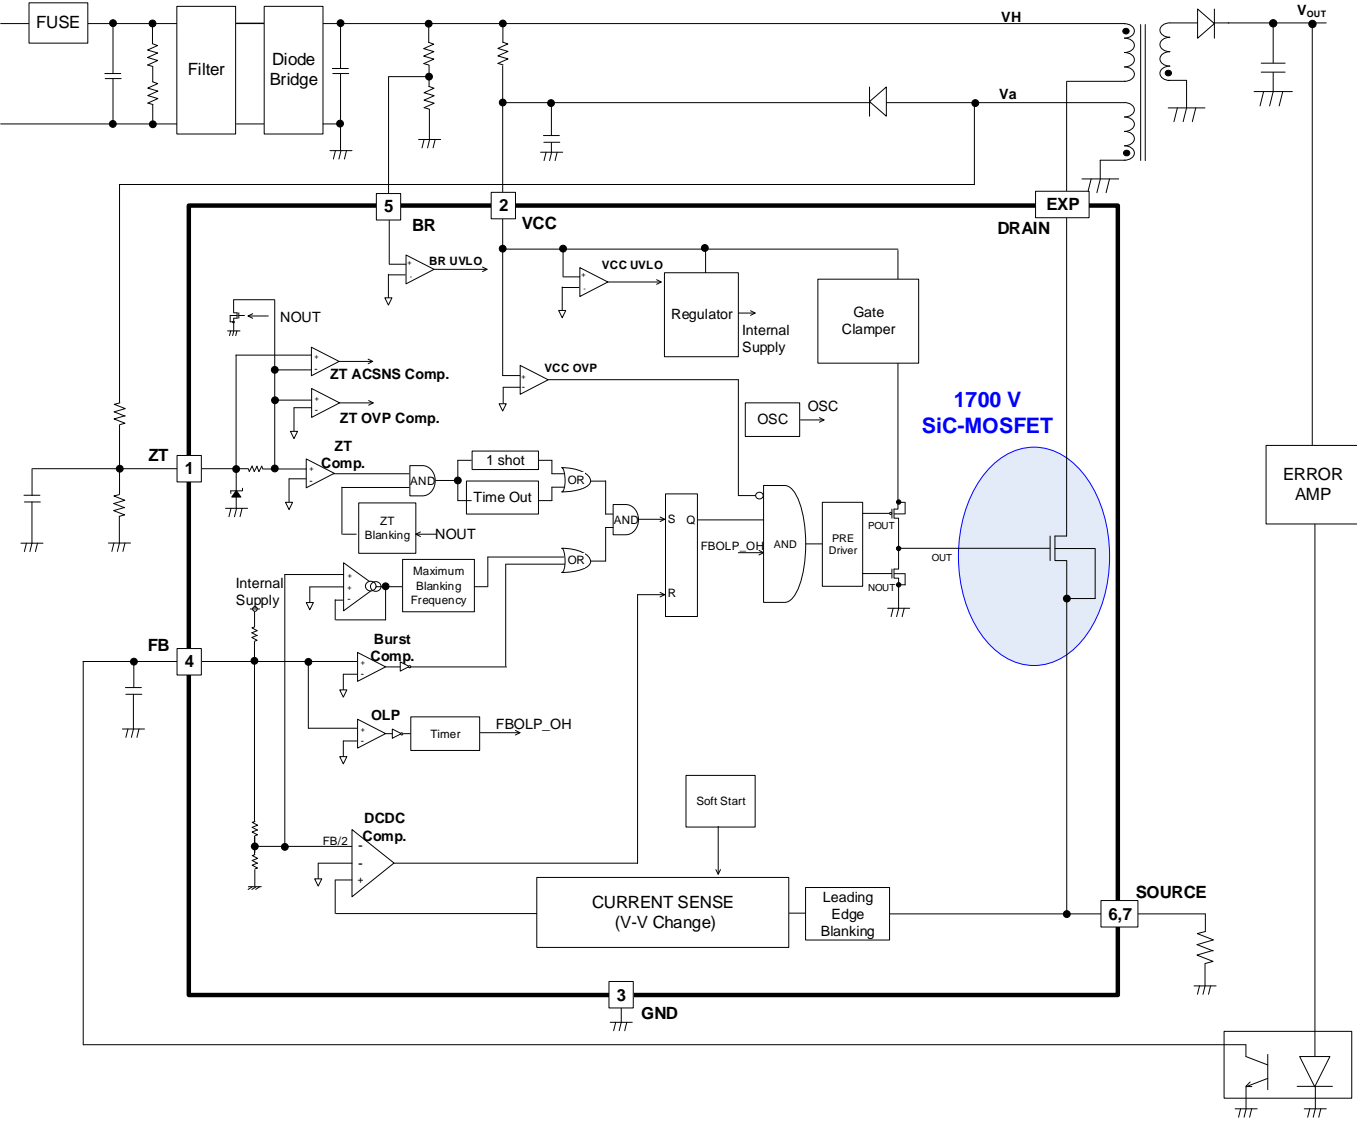 FUSE
Filter
Diode
Bridge
VH
VOUT
Va
5
BR
2
VCC
EXP
DRAIN
+
-
BR UVLO
+
-
VCC UVLO
Regulator
Internal
Supply
Gate
Clamper
NOUT
+
-
ZT ACSNS Comp.
+
-
ZT OVP Comp.
+
-
VCC OVP
OSC
OSC
1700 V
SiC-MOSFET
ZT
1
ZT
Comp.
+
-
AND
1 shot
Time Out
OR
ZT
Blanking
NOUT
AND
S
Q
R
FBOLP_OH
AND
PRE
Driver
POUT
NOUT
OUT
ERROR
AMP
Internal
Supply
+
+
-
Maximum
Blanking
Frequency
OR
FB
4
Burst
Comp.
+
-
OLP
+
-
Timer
FBOLP_OH
Soft Start
DCDC
Comp.
FB/2
-
-
+
CURRENT SENSE
(V-V Change)
Leading
Edge
Blanking
SOURCE
6,7
3
GND